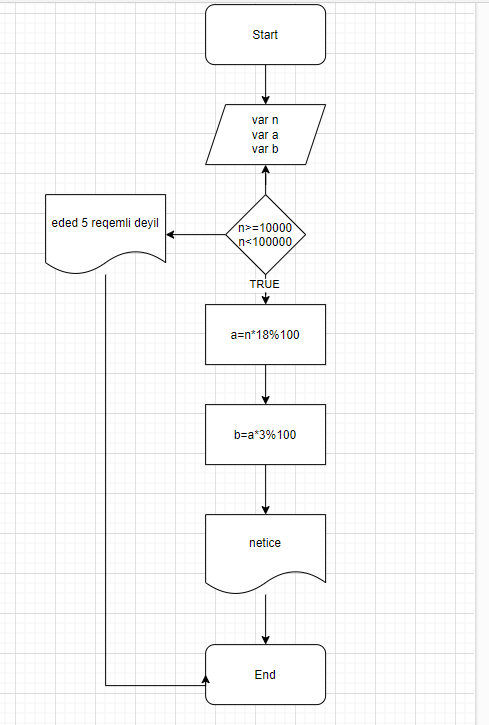 Start
var n
var a
var b
eded 5 reqemli deyil
n>=10000
n<100000
TRUE
a=n*18%100
b=a*3%100
netice
End